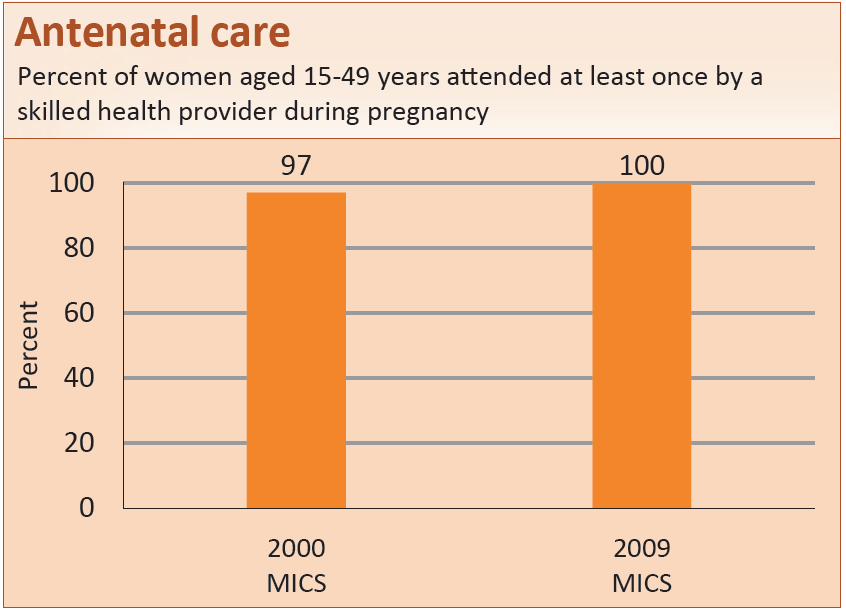 Antenatal care
Percent of women aged 15-49 years attended at least once by a
skilled health provider during pregnancy
97
100
100
80
60
40
20
0
Percent
2000
MICS
2009
MICS